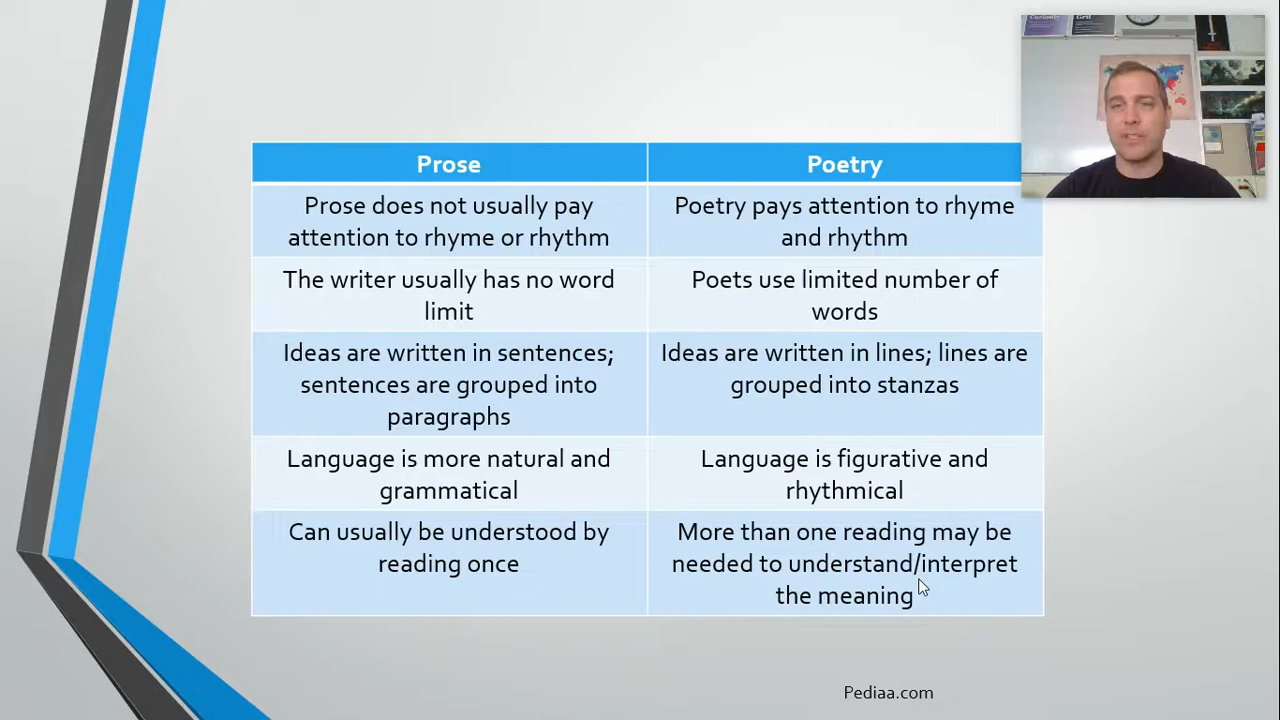 Curiosity
Grit
Prose
Poetry
Prose does not usually pay
attention to rhyme or rhythm
Poetry pays attention to rhyme
and rhythm
The writer usually has no word
limit
Poets use limited number of
words
Ideas are written in sentences;
sentences are grouped into
paragraphs
Ideas are written in lines; lines are
grouped into stanzas
Language is more natural and
grammatical
Language is figurative and
rhythmical
Can usually be understood by
reading once
More than one reading may be
needed to understand/interpret
the meaning
Pediaa.com